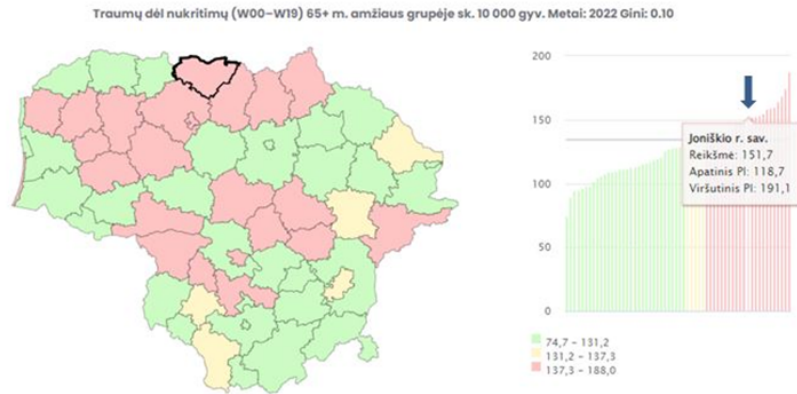 Traumų dėl nukritimų (W00–W19) 65+ m. amžiaus grupėje sk. 10 000 gyv. Metai: 2022 Gini: 0.10
200
150
100
50
0
Joniškio r. sav.
Reikšmė: 151,7
Apatinis PI: 118,7
Viršutinis PI: 191,1
74,7 – 131,2
131,2 – 137,3
137,3 – 188,0